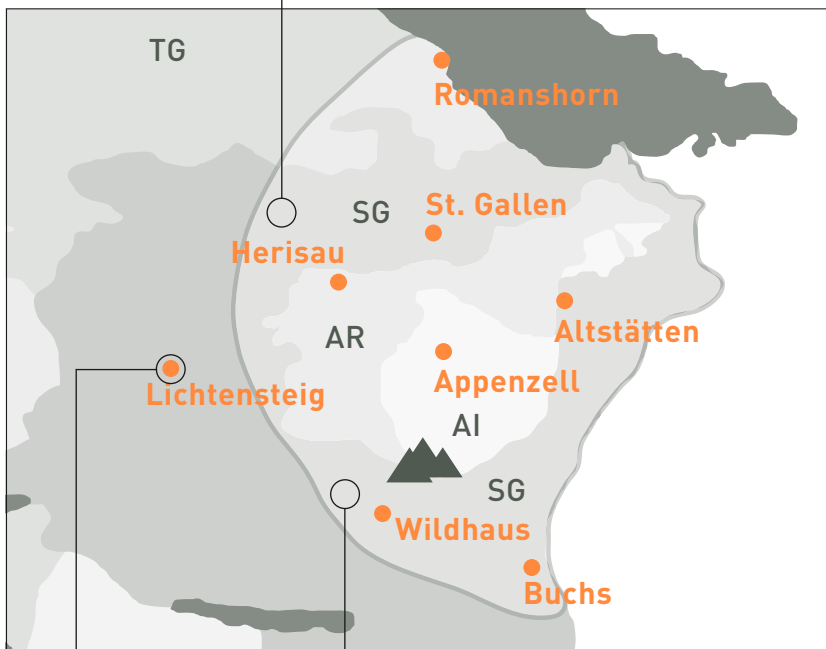 TG
Romanshorn
SG
St. Gallen
Herisau
Altstätten
AR
Appenzell
Lichtensteig
AI
SG
Wildhaus
Buchs